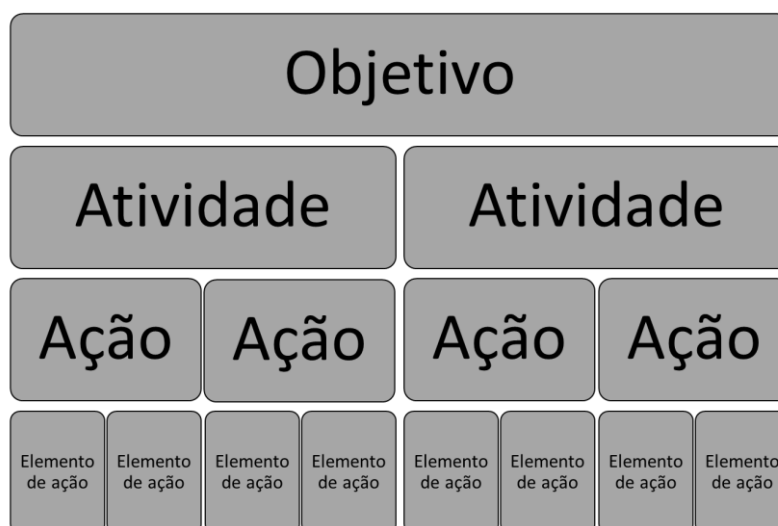 Objetivo
Atividade Atividade
Ação Ação Ação Ação
Elemento Elemento Elemento Elemento Elemento Elemento Elemento Elemento
de ação de ação de ação de ação de ação de ação de ação de ação